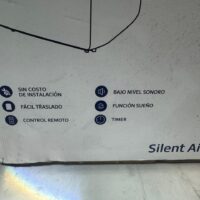 SIN COSTO
DE INSTALACIÓN
FÁCIL TRASLADO
CONTROL REMOTO
BAJO NIVEL SONORO
FUNCIÓN SUEÑO
TIMER
Silent Ai